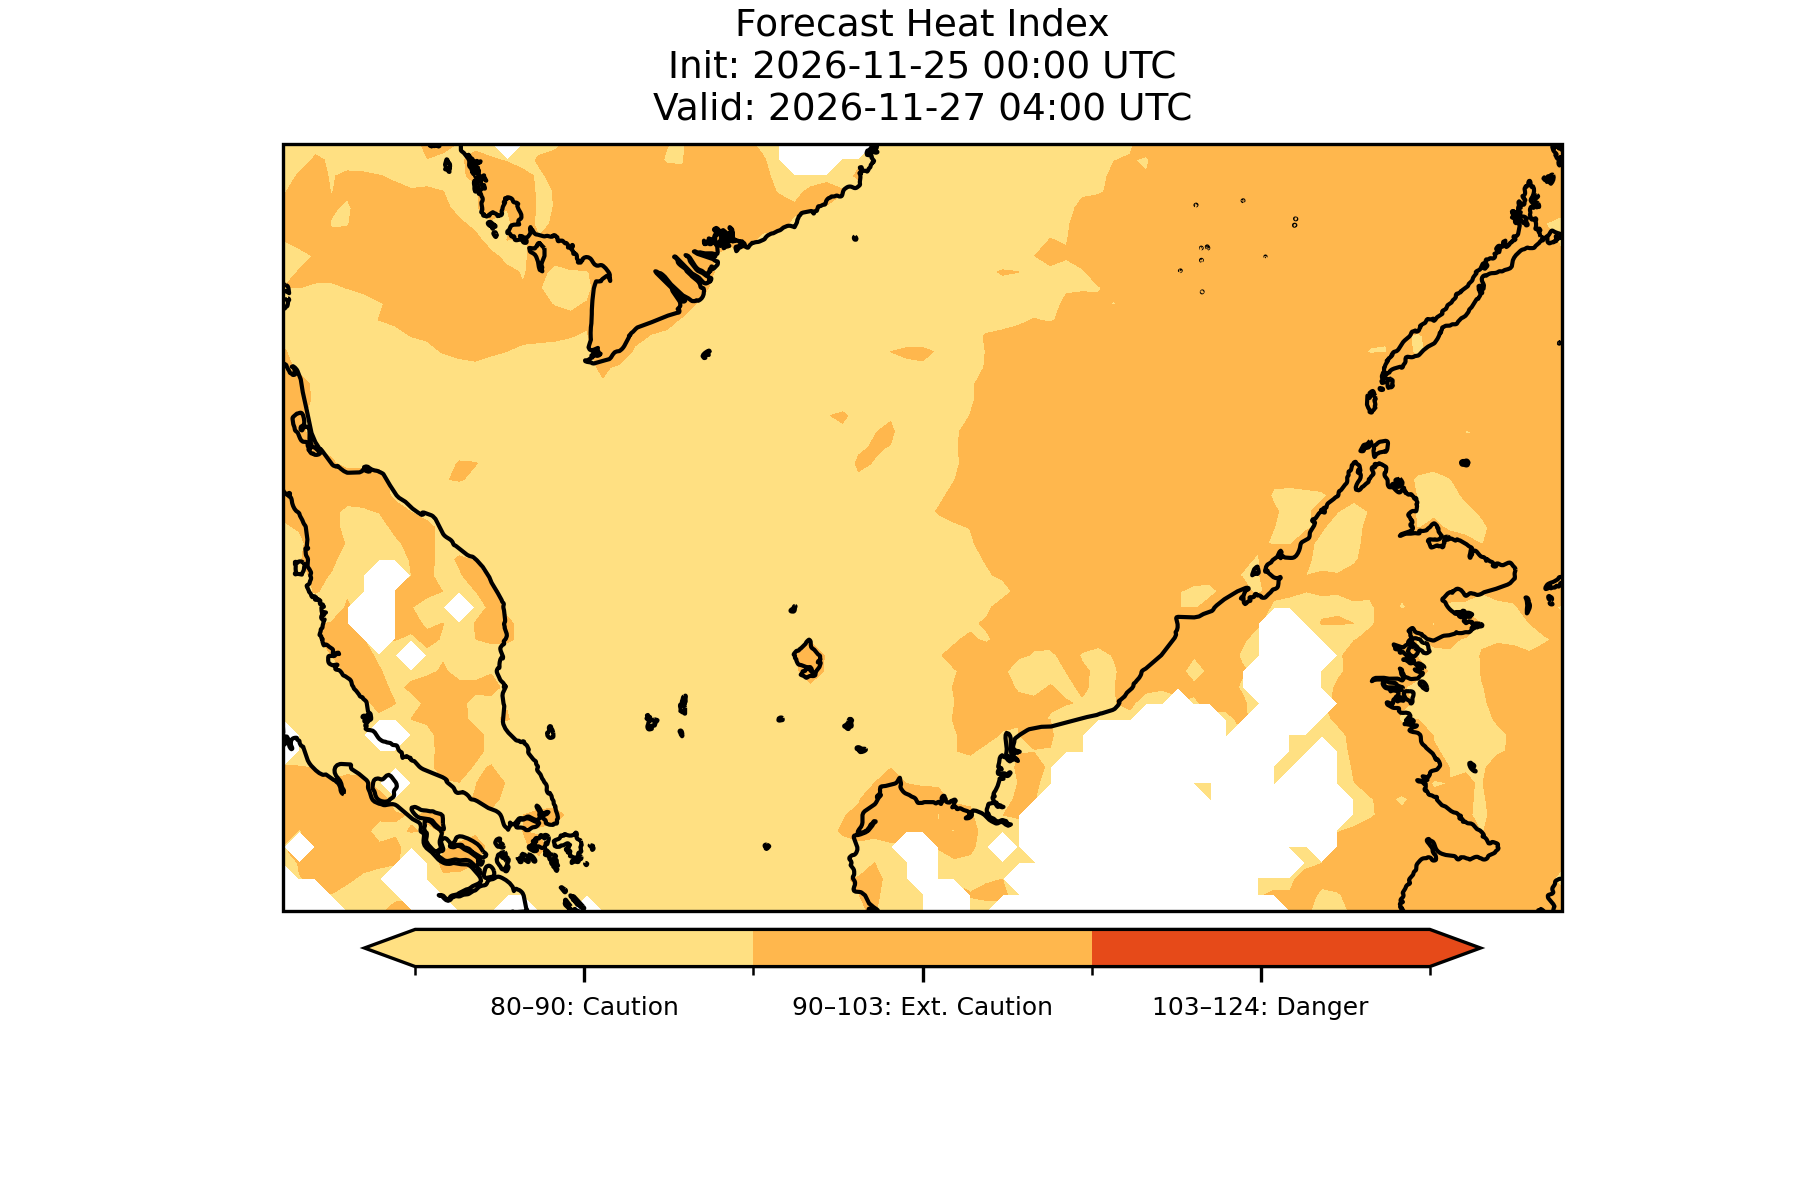 Forecast Heat Index
Init: 2026-11-25 00:00 UTC
Valid: 2026-11-27 04:00 UTC
80–90: Caution
90–103: Ext. Caution
103–124: Danger